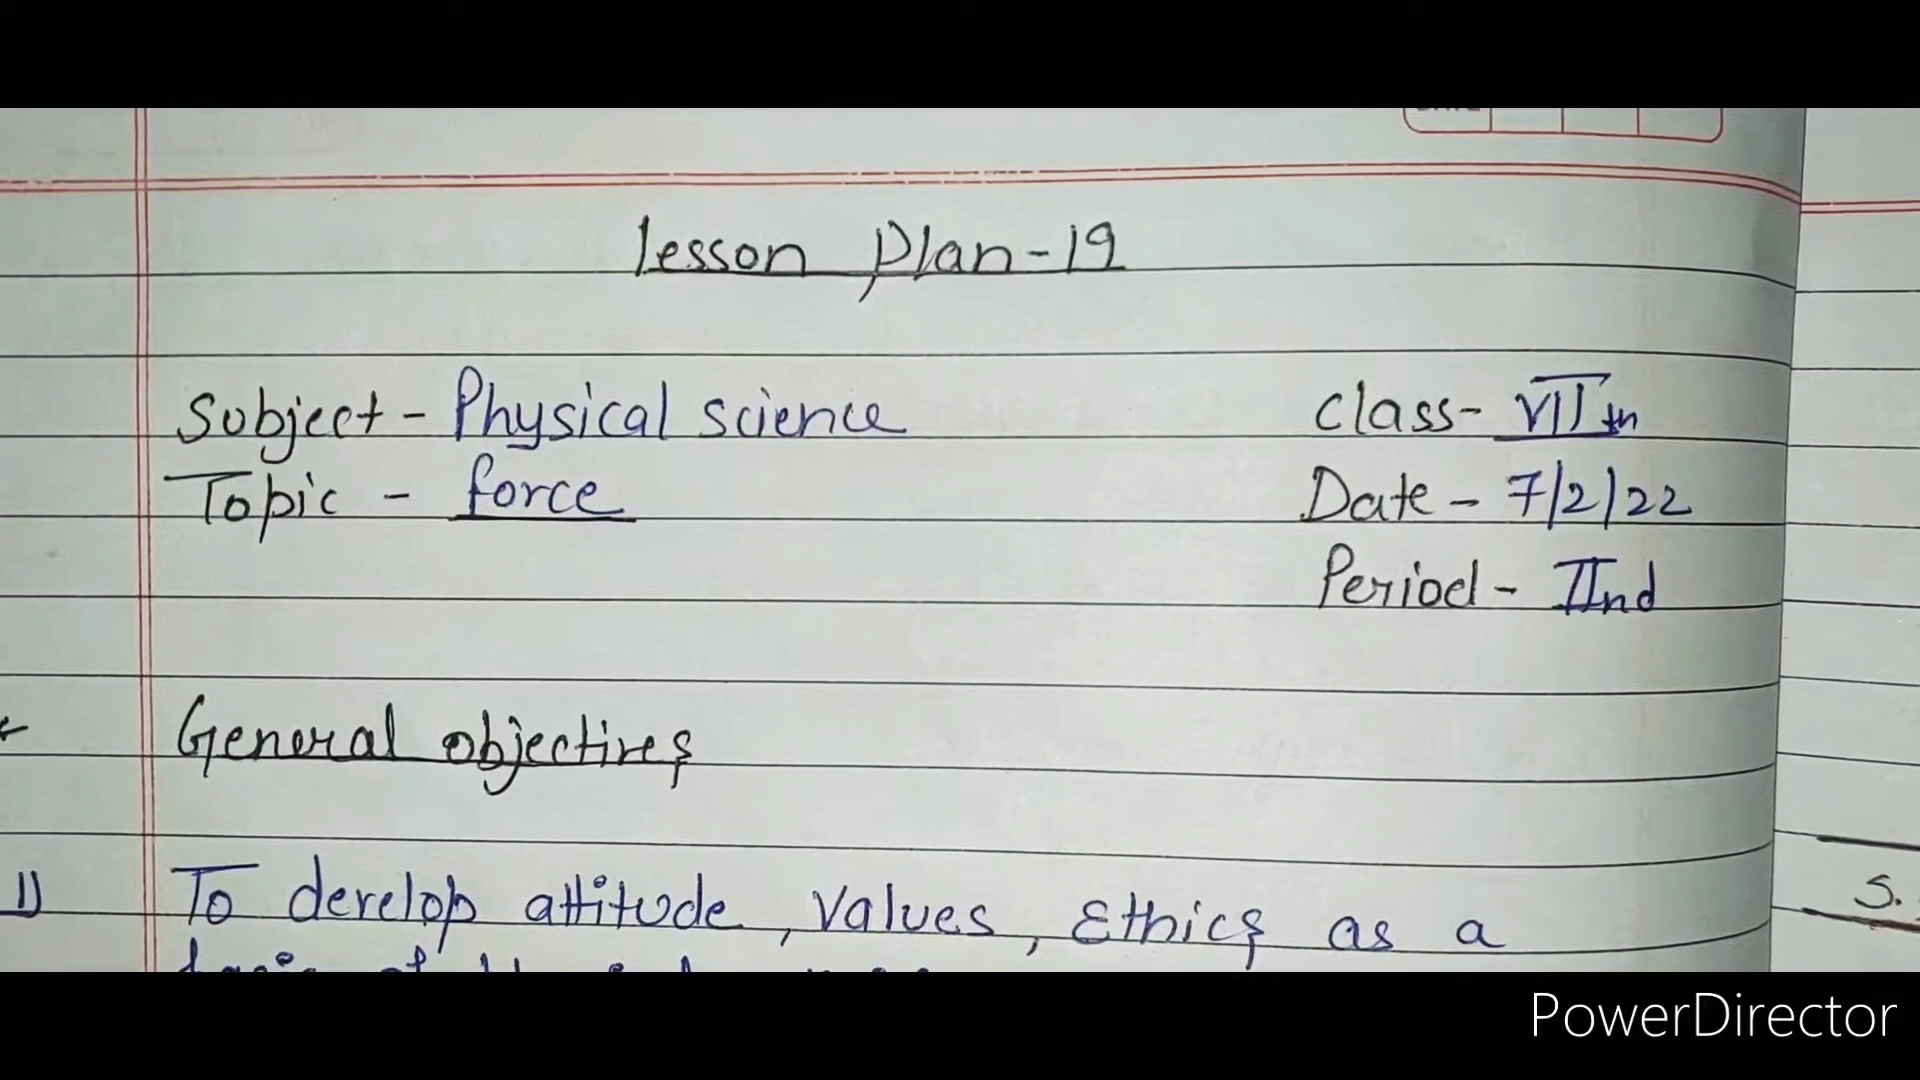 Lesson Plan-19
Subject - Physical science
Class- VIIth
Topic - force
Date - 7/2/22
Period - IInd
General objectives
1) To develop attitude, values, Ethics as a
S.
PowerDirector